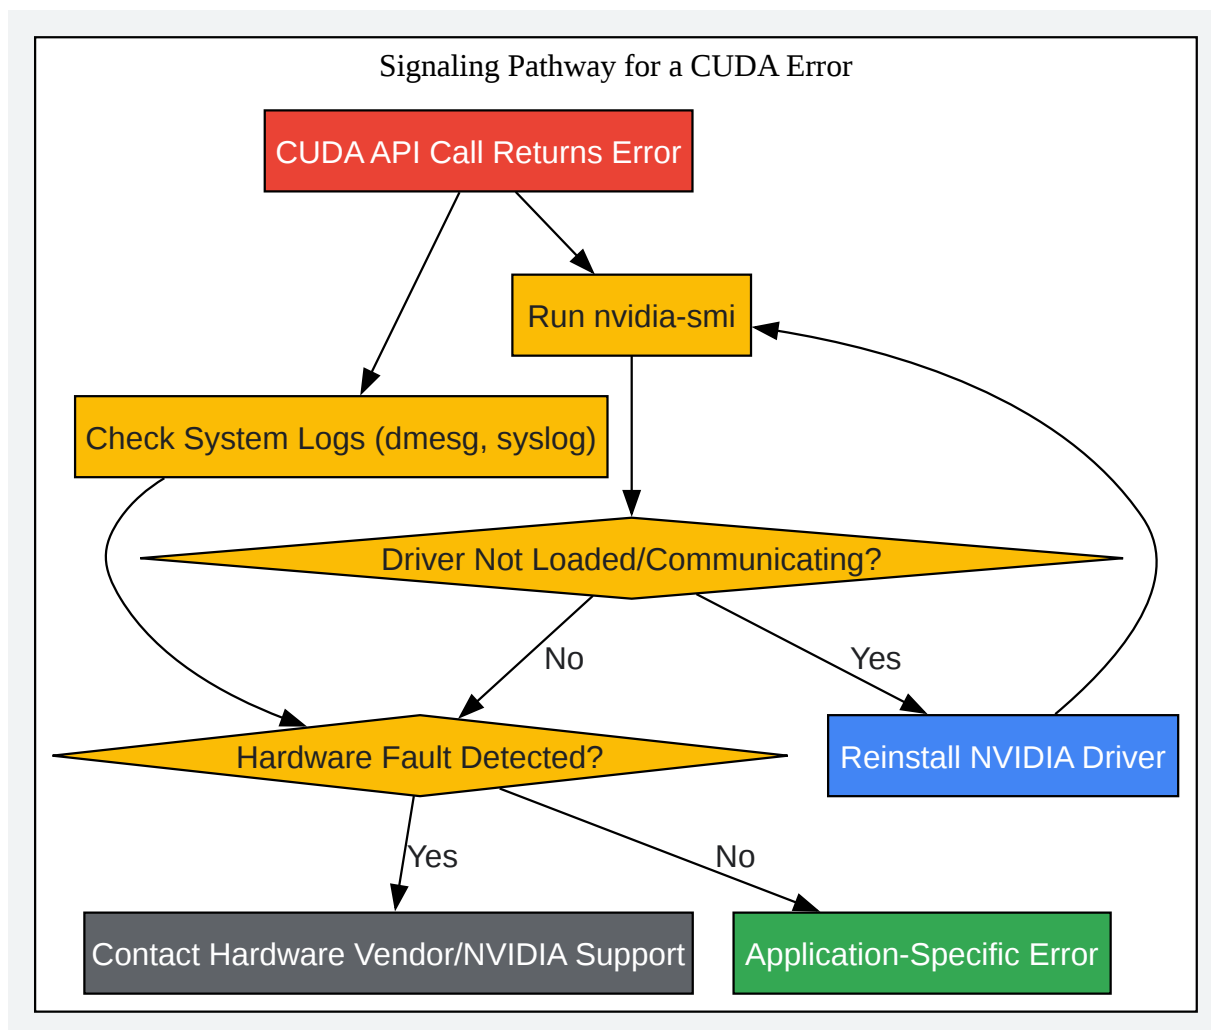 Signaling Pathway for a CUDA Error
CUDA API Call Returns Error
Run nvidia-smi
Check System Logs (dmesg, syslog)
Driver Not Loaded/Communicating?
No
Yes
Hardware Fault Detected?
Reinstall NVIDIA Driver
Yes
No
Contact Hardware Vendor/NVIDIA Support
Application-Specific Error